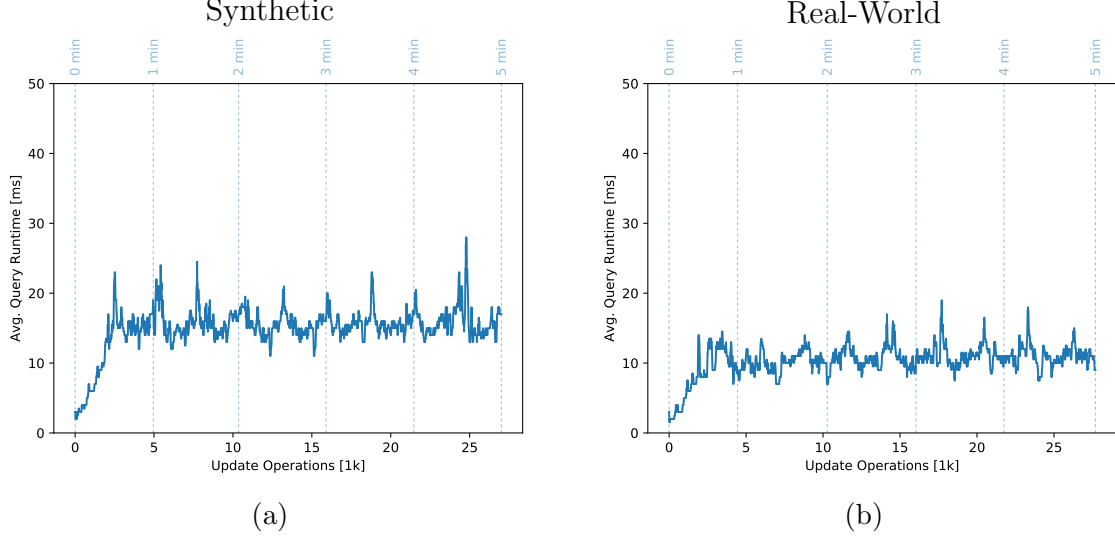 Synthetic
0 min 1 min 2 min 3 min 4 min 5 min
50
40
30
20
10
0
Avg. Query Runtime [ms]
0 5 10 15 20 25
Update Operations [1k]
(a)
Real-World
0 min 1 min 2 min 3 min 4 min 5 min
50
40
30
20
10
0
Avg. Query Runtime [ms]
0 5 10 15 20 25
Update Operations [1k]
(b)